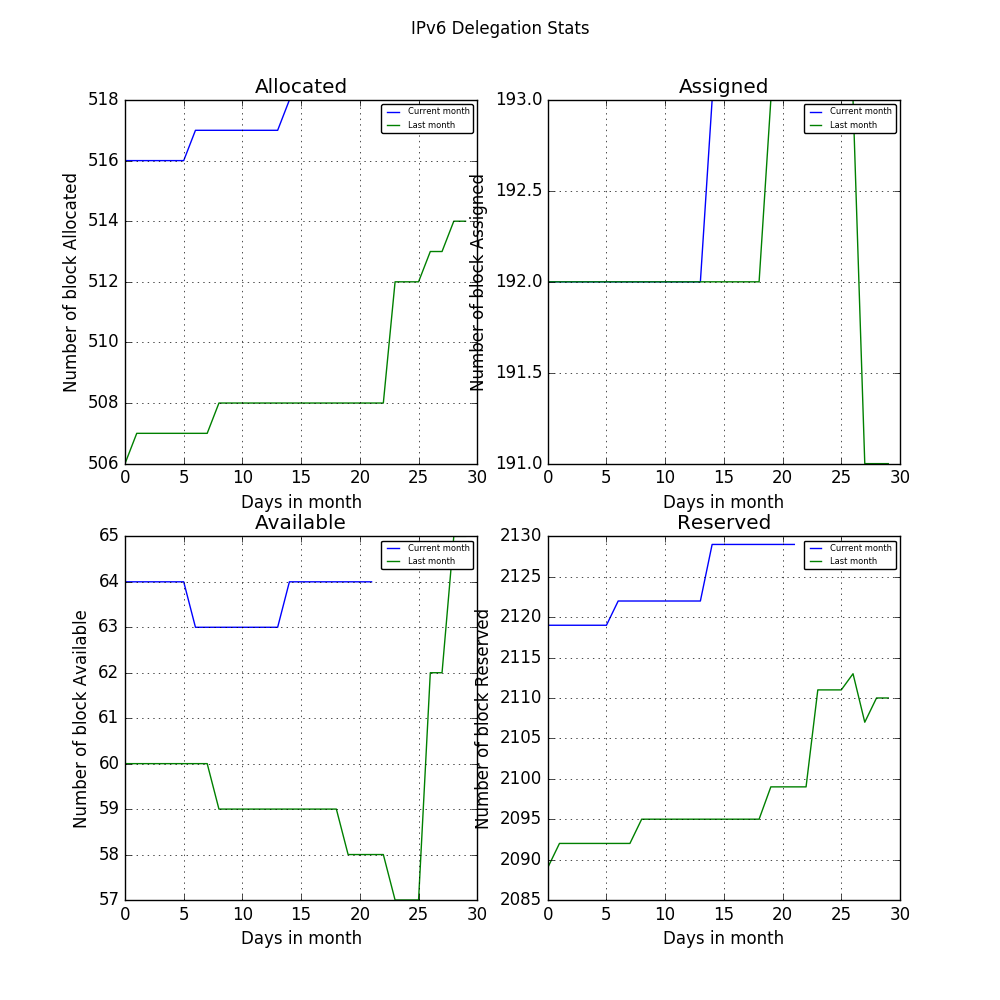 IPv6 Delegation Stats
Allocated
518
516
514
512
510
508
506
Number of block Allocated
Current month
Last month
0 5 10 15 20 25 30
Days in month
Assigned
193.0
192.5
192.0
191.5
191.0
Number of block Assigned
Current month
Last month
0 5 10 15 20 25 30
Days in month
Available
65
64
63
62
61
60
59
58
57
Number of block Available
Current month
Last month
0 5 10 15 20 25 30
Days in month
Reserved
2130
2125
2120
2115
2110
2105
2100
2095
2090
2085
Number of block Reserved
Current month
Last month
0 5 10 15 20 25 30
Days in month